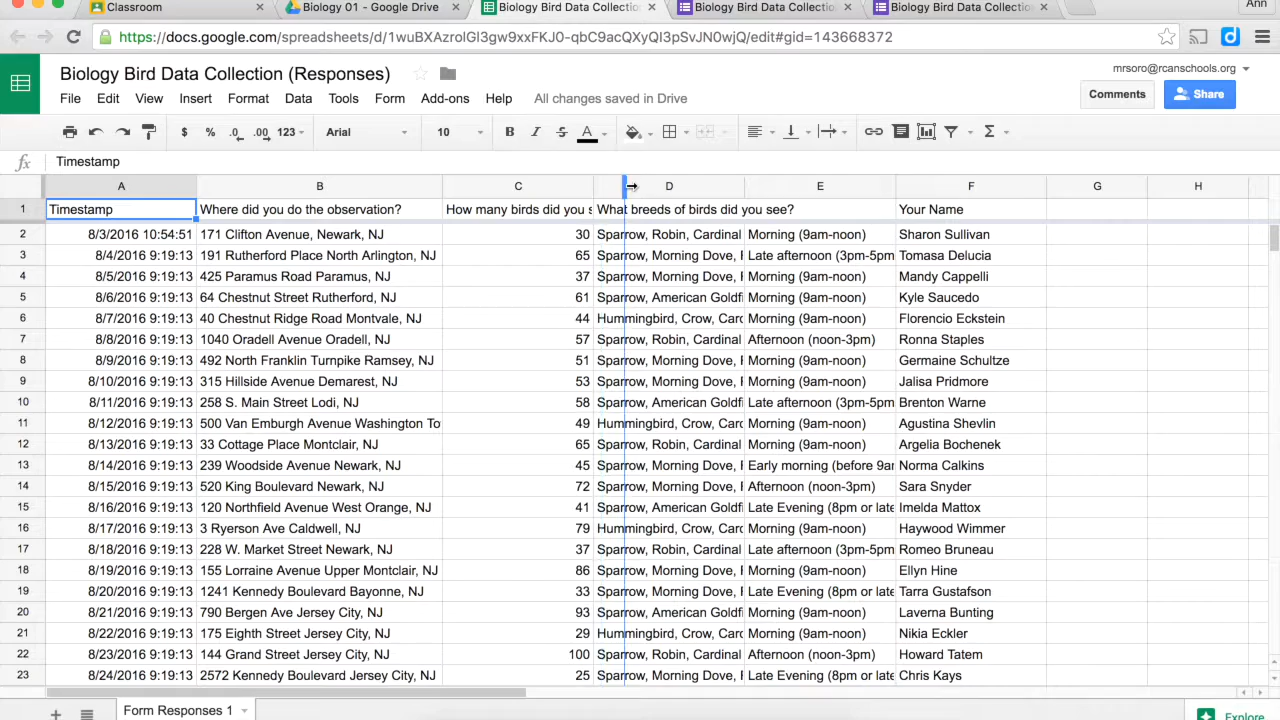 Classroom × Biology 01 - Google Drive × Biology Bird Data Collection × Biology Bird Data Collection × Biology Bird Data Collection × Ann
https://docs.google.com/spreadsheets/d/1wuBXAzrolGl3gw9xxFKJ0-qbC9acQXyQI3pSvJN0wjQ/edit#gid=143668372
Biology Bird Data Collection (Responses) mrsoro@rcanschools.org
File Edit View Insert Format Data Tools Form Add-ons Help All changes saved in Drive Comments Share
$ % .0 .00 123 Arial 10 B I S A Σ
fx Timestamp
A B C D E F G H
1 Timestamp Where did you do the observation? How many birds did you s What breeds of birds did you see? Your Name
2 8/3/2016 10:54:51 171 Clifton Avenue, Newark, NJ 30 Sparrow, Robin, Cardinal Morning (9am-noon) Sharon Sullivan
3 8/4/2016 9:19:13 191 Rutherford Place North Arlington, NJ 65 Sparrow, Morning Dove, Late afternoon (3pm-5pm Tomasa Delucia
4 8/5/2016 9:19:13 425 Paramus Road Paramus, NJ 37 Sparrow, Morning Dove, Morning (9am-noon) Mandy Cappelli
5 8/6/2016 9:19:13 64 Chestnut Street Rutherford, NJ 61 Sparrow, American Goldfi Morning (9am-noon) Kyle Saucedo
6 8/7/2016 9:19:13 40 Chestnut Ridge Road Montvale, NJ 44 Hummingbird, Crow, Carc Morning (9am-noon) Florencio Eckstein
7 8/8/2016 9:19:13 1040 Oradell Avenue Oradell, NJ 57 Sparrow, Robin, Cardinal Afternoon (noon-3pm) Ronna Staples
8 8/9/2016 9:19:13 492 North Franklin Turnpike Ramsey, NJ 51 Sparrow, Morning Dove, Morning (9am-noon) Germaine Schultze
9 8/10/2016 9:19:13 315 Hillside Avenue Demarest, NJ 53 Sparrow, Morning Dove, Morning (9am-noon) Jalisa Pridmore
10 8/11/2016 9:19:13 258 S. Main Street Lodi, NJ 58 Sparrow, American Goldfi Late afternoon (3pm-5pm Brenton Warne
11 8/12/2016 9:19:13 500 Van Emburgh Avenue Washington To 49 Hummingbird, Crow, Carc Morning (9am-noon) Agustina Shevlin
12 8/13/2016 9:19:13 33 Cottage Place Montclair, NJ 65 Sparrow, Robin, Cardinal Morning (9am-noon) Argelia Bochenek
13 8/14/2016 9:19:13 239 Woodside Avenue Newark, NJ 45 Sparrow, Morning Dove, Early morning (before 9ar Norma Calkins
14 8/15/2016 9:19:13 520 King Boulevard Newark, NJ 72 Sparrow, Morning Dove, Afternoon (noon-3pm) Sara Snyder
15 8/16/2016 9:19:13 120 Northfield Avenue West Orange, NJ 41 Sparrow, American Goldfi Late Evening (8pm or late Imelda Mattox
16 8/17/2016 9:19:13 3 Ryerson Ave Caldwell, NJ 79 Hummingbird, Crow, Carc Morning (9am-noon) Haywood Wimmer
17 8/18/2016 9:19:13 228 W. Market Street Newark, NJ 37 Sparrow, Robin, Cardinal Late afternoon (3pm-5pm Romeo Bruneau
18 8/19/2016 9:19:13 155 Lorraine Avenue Upper Montclair, NJ 86 Sparrow, Morning Dove, Morning (9am-noon) Ellyn Hine
19 8/20/2016 9:19:13 1241 Kennedy Boulevard Bayonne, NJ 33 Sparrow, Morning Dove, Late Evening (8pm or late Tarra Gustafson
20 8/21/2016 9:19:13 790 Bergen Ave Jersey City, NJ 93 Sparrow, American Goldfi Morning (9am-noon) Laverna Bunting
21 8/22/2016 9:19:13 175 Eighth Street Jersey City, NJ 29 Hummingbird, Crow, Carc Morning (9am-noon) Nikia Eckler
22 8/23/2016 9:19:13 144 Grand Street Jersey City, NJ 100 Sparrow, Robin, Cardinal Afternoon (noon-3pm) Howard Tatem
23 8/24/2016 9:19:13 2572 Kennedy Boulevard Jersey City, NJ 25 Sparrow, Morning Dove, Late Evening (8pm or late Chris Kays
+ Form Responses 1 Explore